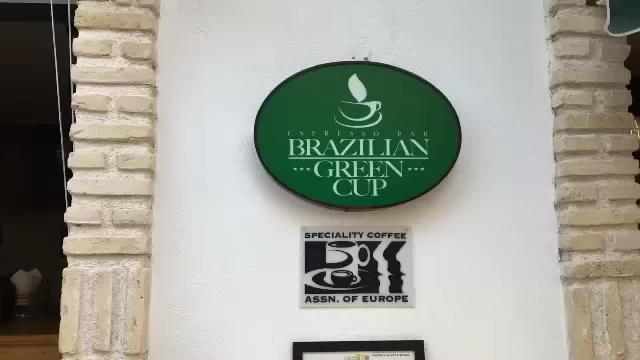 ESPRESSO BAR
BRAZILIAN
GREEN
CUP
SPECIALITY COFFEE
ASSN. OF EUROPE